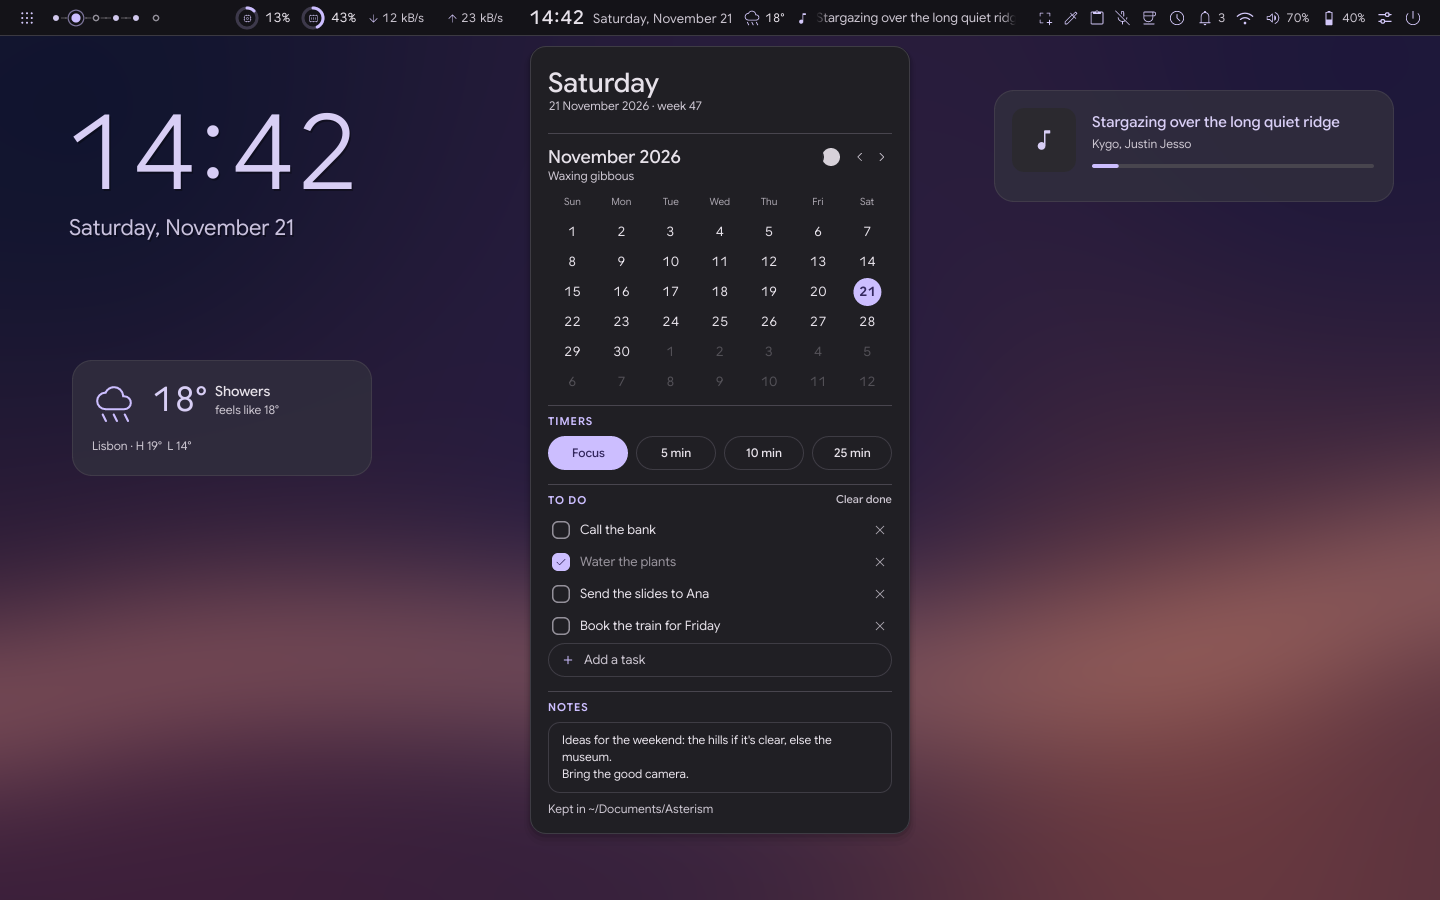 13%
43%
12 kB/s
23 kB/s
14:42 Saturday, November 21
18°
Stargazing over the long quiet ridg
3
70%
40%
14:42
Saturday, November 21
18°
Showers
feels like 18°
Lisbon · H 19° L 14°
Saturday
21 November 2026 · week 47
November 2026
Waxing gibbous
Sun Mon Tue Wed Thu Fri Sat
1 2 3 4 5 6 7
8 9 10 11 12 13 14
15 16 17 18 19 20 21
22 23 24 25 26 27 28
29 30 1 2 3 4 5
6 7 8 9 10 11 12
TIMERS
Focus 5 min 10 min 25 min
TO DO Clear done
Call the bank
Water the plants
Send the slides to Ana
Book the train for Friday
Add a task
NOTES
Ideas for the weekend: the hills if it's clear, else the
museum.
Bring the good camera.
Kept in ~/Documents/Asterism
Stargazing over the long quiet ridge
Kygo, Justin Jesso